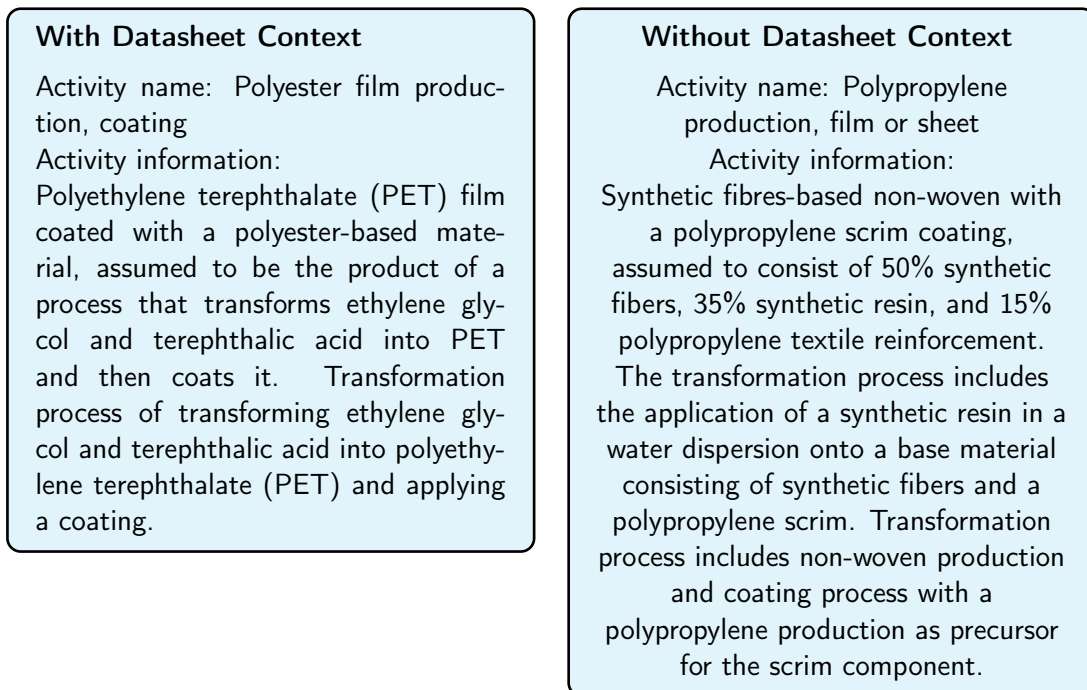 With Datasheet Context
Activity name: Polyester film produc-
tion, coating
Activity information:
Polyethylene terephthalate (PET) film
coated with a polyester-based mate-
rial, assumed to be the product of a
process that transforms ethylene gly-
col and terephthalic acid into PET
and then coats it. Transformation
process of transforming ethylene gly-
col and terephthalic acid into polyethy-
lene terephthalate (PET) and applying
a coating.
Without Datasheet Context
Activity name: Polypropylene
production, film or sheet
Activity information:
Synthetic fibres-based non-woven with
a polypropylene scrim coating,
assumed to consist of 50% synthetic
fibers, 35% synthetic resin, and 15%
polypropylene textile reinforcement.
The transformation process includes
the application of a synthetic resin in a
water dispersion onto a base material
consisting of synthetic fibers and a
polypropylene scrim. Transformation
process includes non-woven production
and coating process with a
polypropylene production as precursor
for the scrim component.